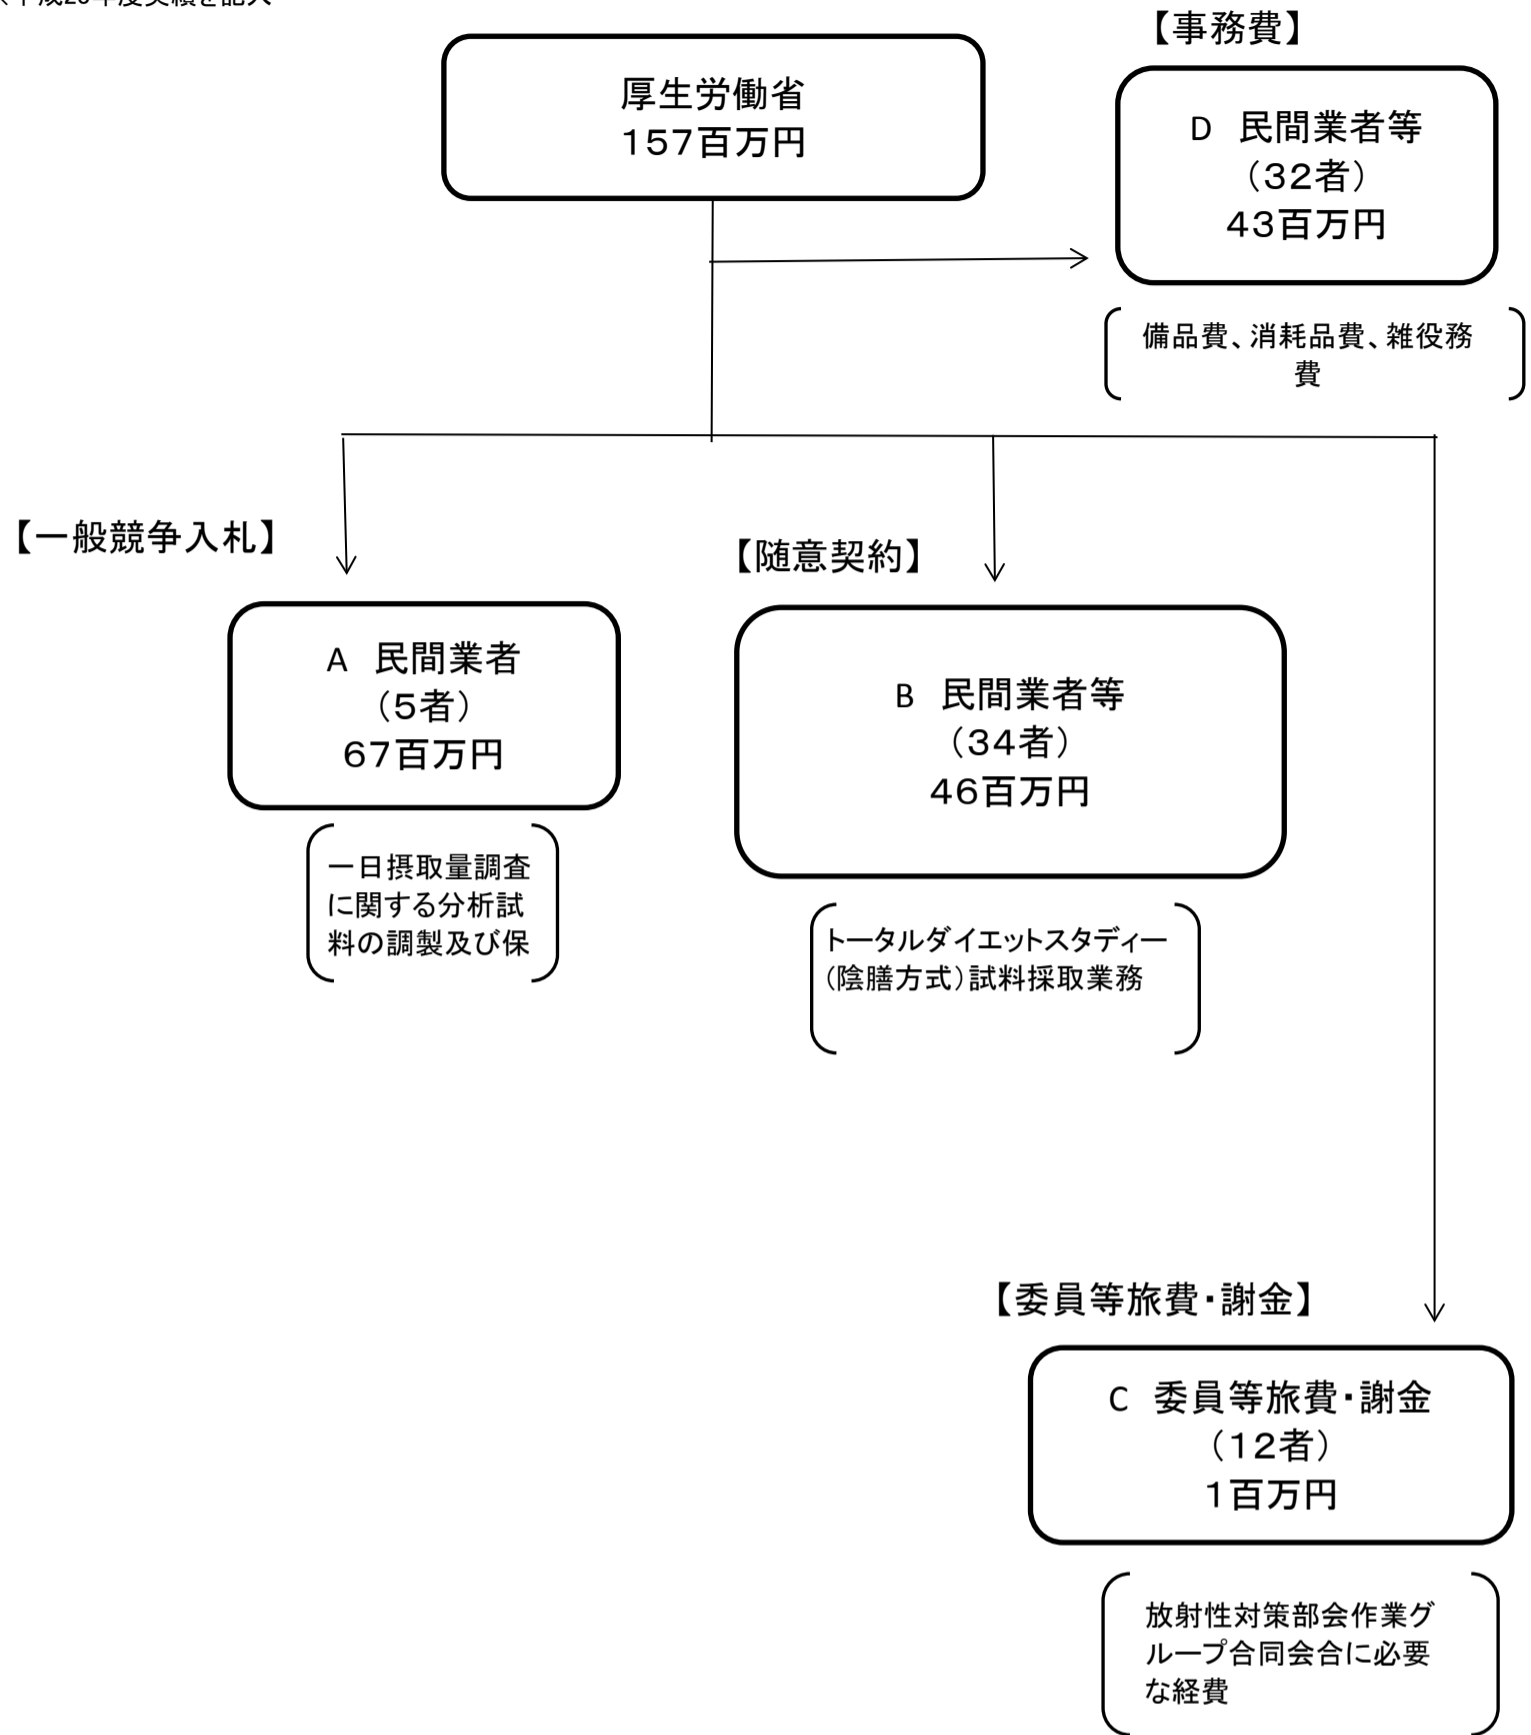 厚生労働省
157百万円
【事務費】
D 民間業者等
（32者）
43百万円
備品費、消耗品費、雑役務
費
【一般競争入札】
A 民間業者
（5者）
67百万円
一日摂取量調査
に関する分析試
料の調製及び保
【随意契約】
B 民間業者等
（34者）
46百万円
トータルダイエットスタディー
（陰膳方式）試料採取業務
【委員等旅費・謝金】
C 委員等旅費・謝金
（12者）
1百万円
放射性対策部会作業グ
ループ合同会合に必要
な経費